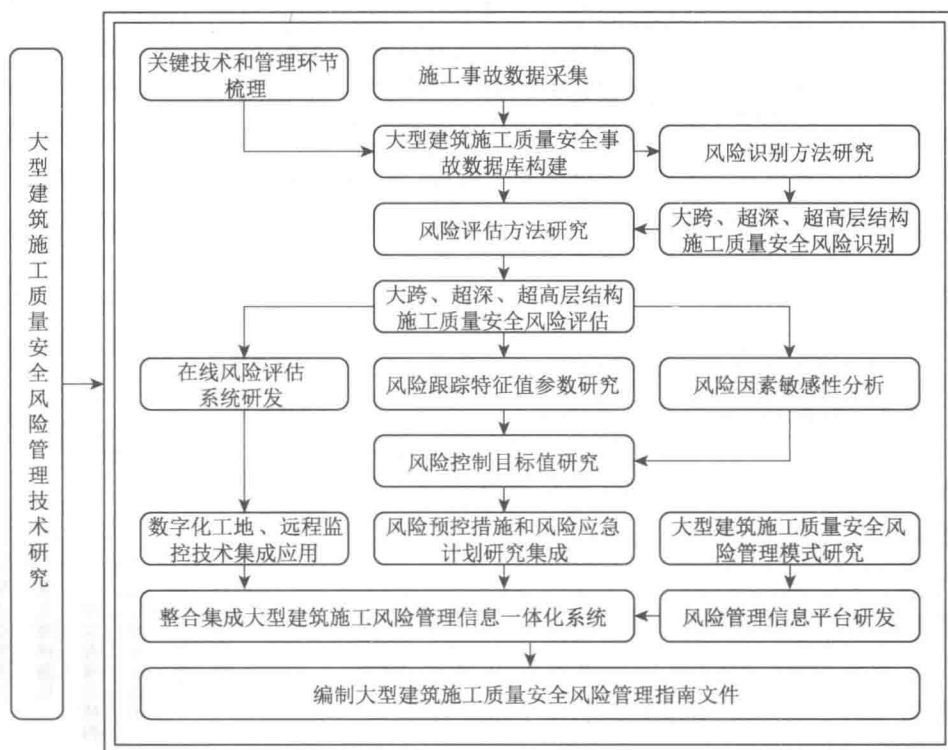 大型建筑施工质量安全风险管理技术研究
关键技术和管理环节
梳理
施工事故数据采集
大型建筑施工质量安全事
故数据库构建
风险识别方法研究
风险评估方法研究
大跨、超深、超高层结构
施工质量安全风险识别
大跨、超深、超高层结构
施工质量安全风险评估
在线风险评估
系统研发
风险跟踪特征值参数研究
风险因素敏感性分析
风险控制目标值研究
数字化工地、远程监
控技术集成应用
风险预控措施和风险应急
计划研究集成
大型建筑施工质量安全风
险管理模式研究
整合集成大型建筑施工风险管理信息一体化系统
风险管理信息平台研发
编制大型建筑施工质量安全风险管理指南文件